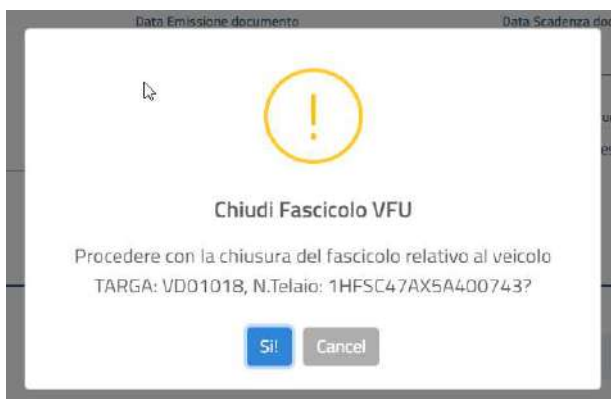 Data Emissione documento
Data Scadenza do
!
Chiudi Fascicolo VFU
Procedere con la chiusura del fascicolo relativo al veicolo
TARGA: VD01018, N.Telaio: 1HFSC47AX5A400743?
Si!
Cancel